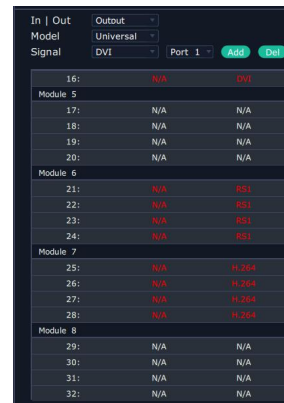 In | Out Output
Model Universal
Signal DVI Port 1 Add Del
16: N/A DVI
Module 5
17: N/A N/A
18: N/A N/A
19: N/A N/A
20: N/A N/A
Module 6
21: N/A RS1
22: N/A RS1
23: N/A RS1
24: N/A RS1
Module 7
25: N/A H.264
26: N/A H.264
27: N/A H.264
28: N/A H.264
Module 8
29: N/A N/A
30: N/A N/A
31: N/A N/A
32: N/A N/A